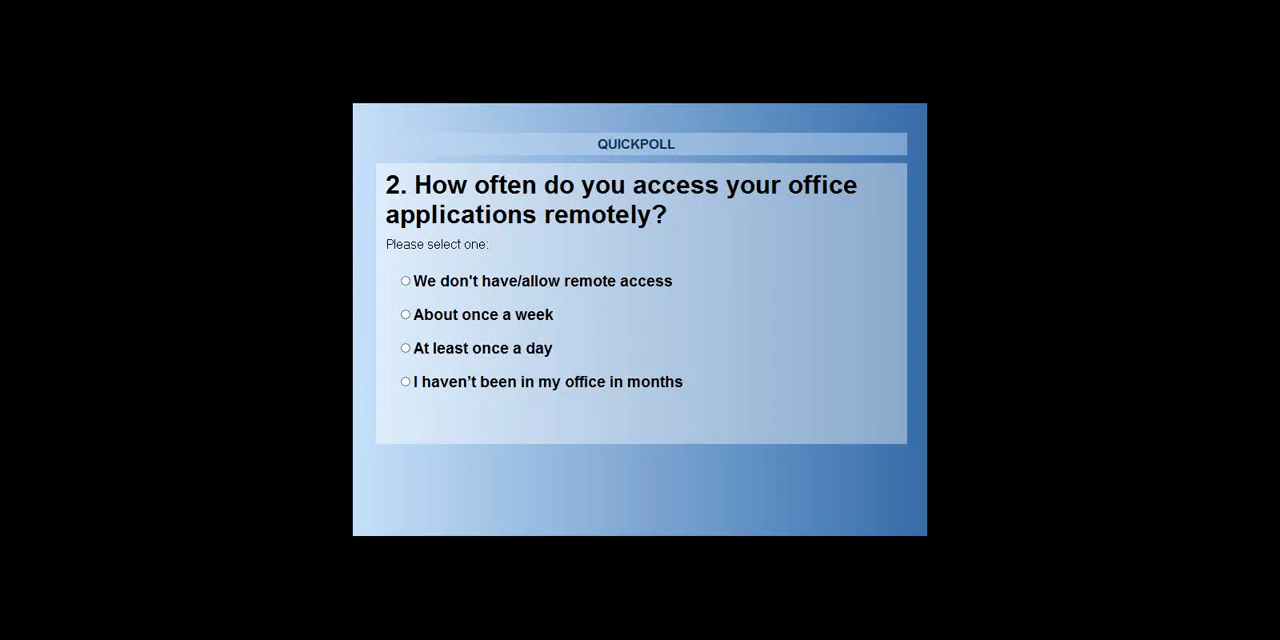 QUICKPOLL
2. How often do you access your office
applications remotely?
Please select one:
We don't have/allow remote access
About once a week
At least once a day
I haven’t been in my office in months